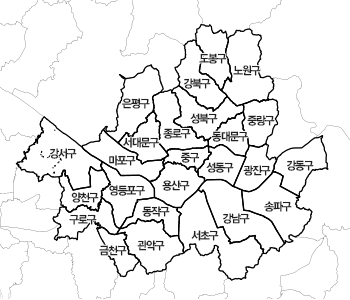 도봉구
노원구
강북구
은평구
성북구
중랑구
종로구
동대문구
서대문구
강서구
마포구
중구
성동구
광진구
강동구
양천구
영등포구
용산구
송파구
구로구
동작구
강남구
서초구
금천구
관악구